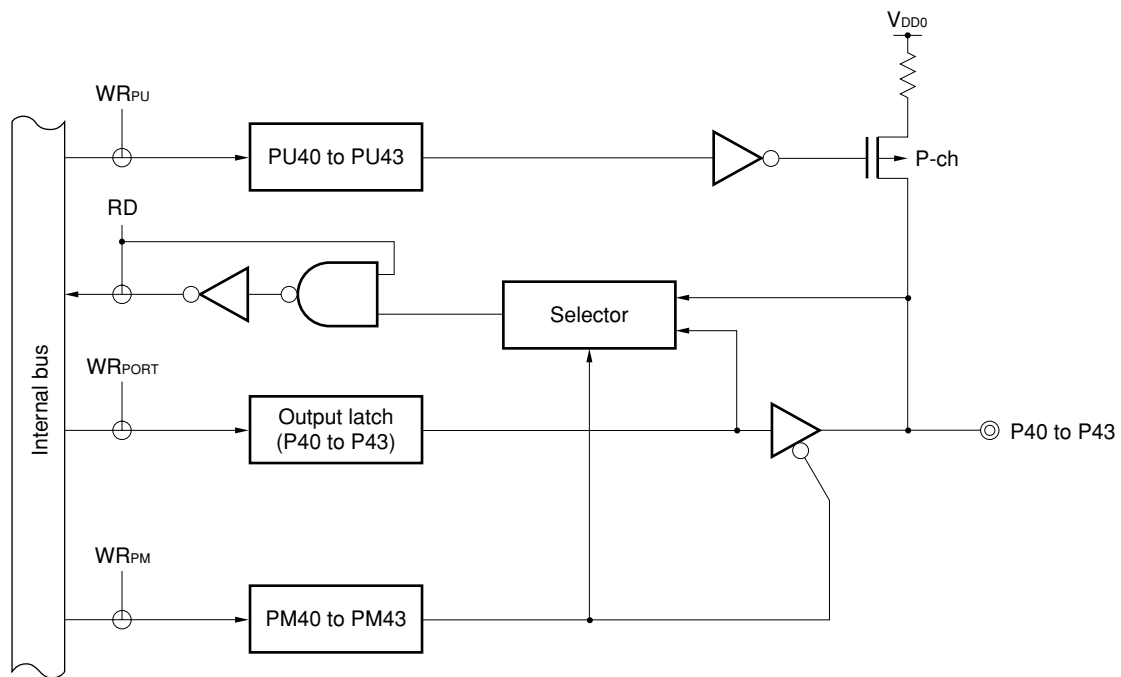 VDD0
WRPU
PU40 to PU43
P-ch
RD
Selector
WRPORT
Output latch
(P40 to P43)
P40 to P43
Internal bus
WRPM
PM40 to PM43